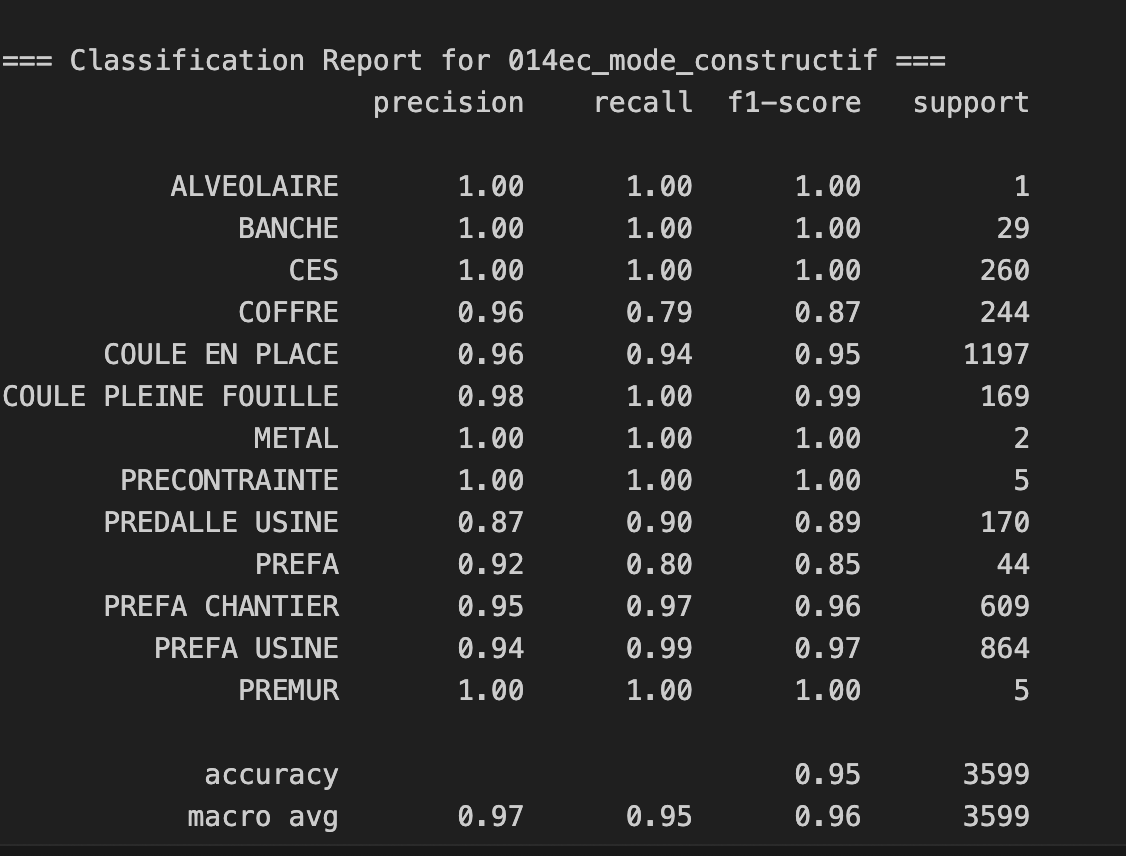 === Classification Report for 014ec_mode_constructif ===
precision recall f1-score support
ALVEOLAIRE 1.00 1.00 1.00 1
BANCHE 1.00 1.00 1.00 29
CES 1.00 1.00 1.00 260
COFFRE 0.96 0.79 0.87 244
COULE EN PLACE 0.96 0.94 0.95 1197
COULE PLEINE FOUILLE 0.98 1.00 0.99 169
METAL 1.00 1.00 1.00 2
PRECONTRAINTE 1.00 1.00 1.00 5
PREDALLE USINE 0.87 0.90 0.89 170
PREFA 0.92 0.80 0.85 44
PREFA CHANTIER 0.95 0.97 0.96 609
PREFA USINE 0.94 0.99 0.97 864
PREMUR 1.00 1.00 1.00 5
accuracy 0.95 3599
macro avg 0.97 0.95 0.96 3599